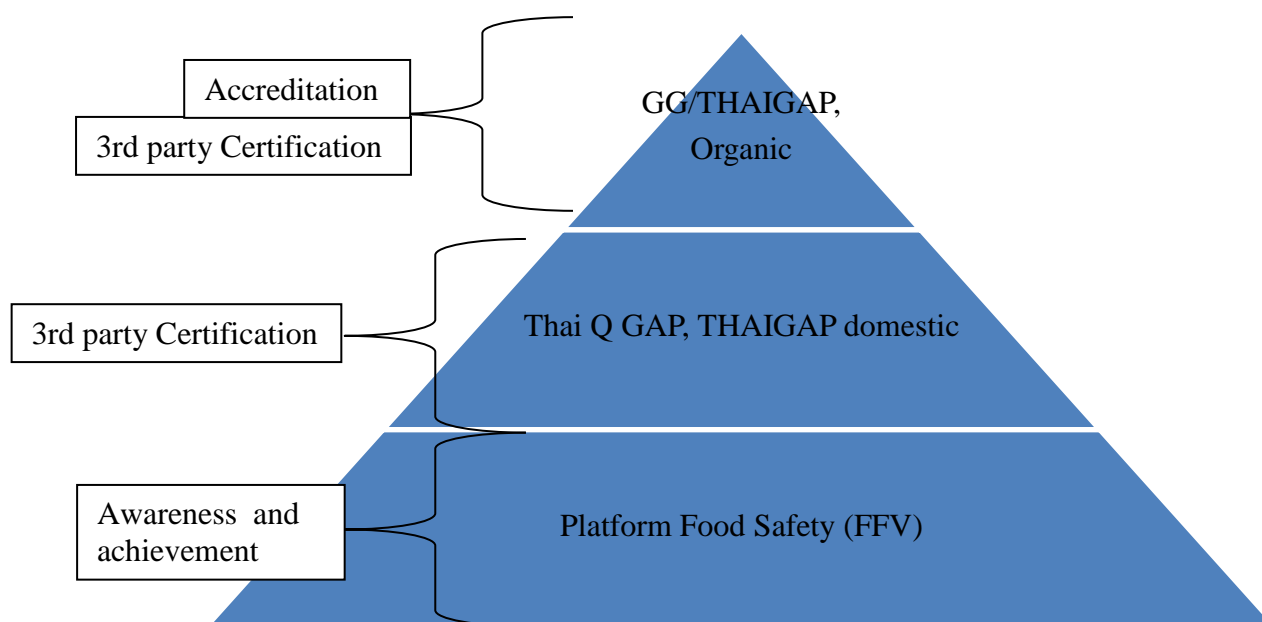 Accreditation
3rd party Certification
GG/THAIGAP,
Organic
3rd party Certification
Thai Q GAP, THAIGAP domestic
Awareness and
achievement
Platform Food Safety (FFV)